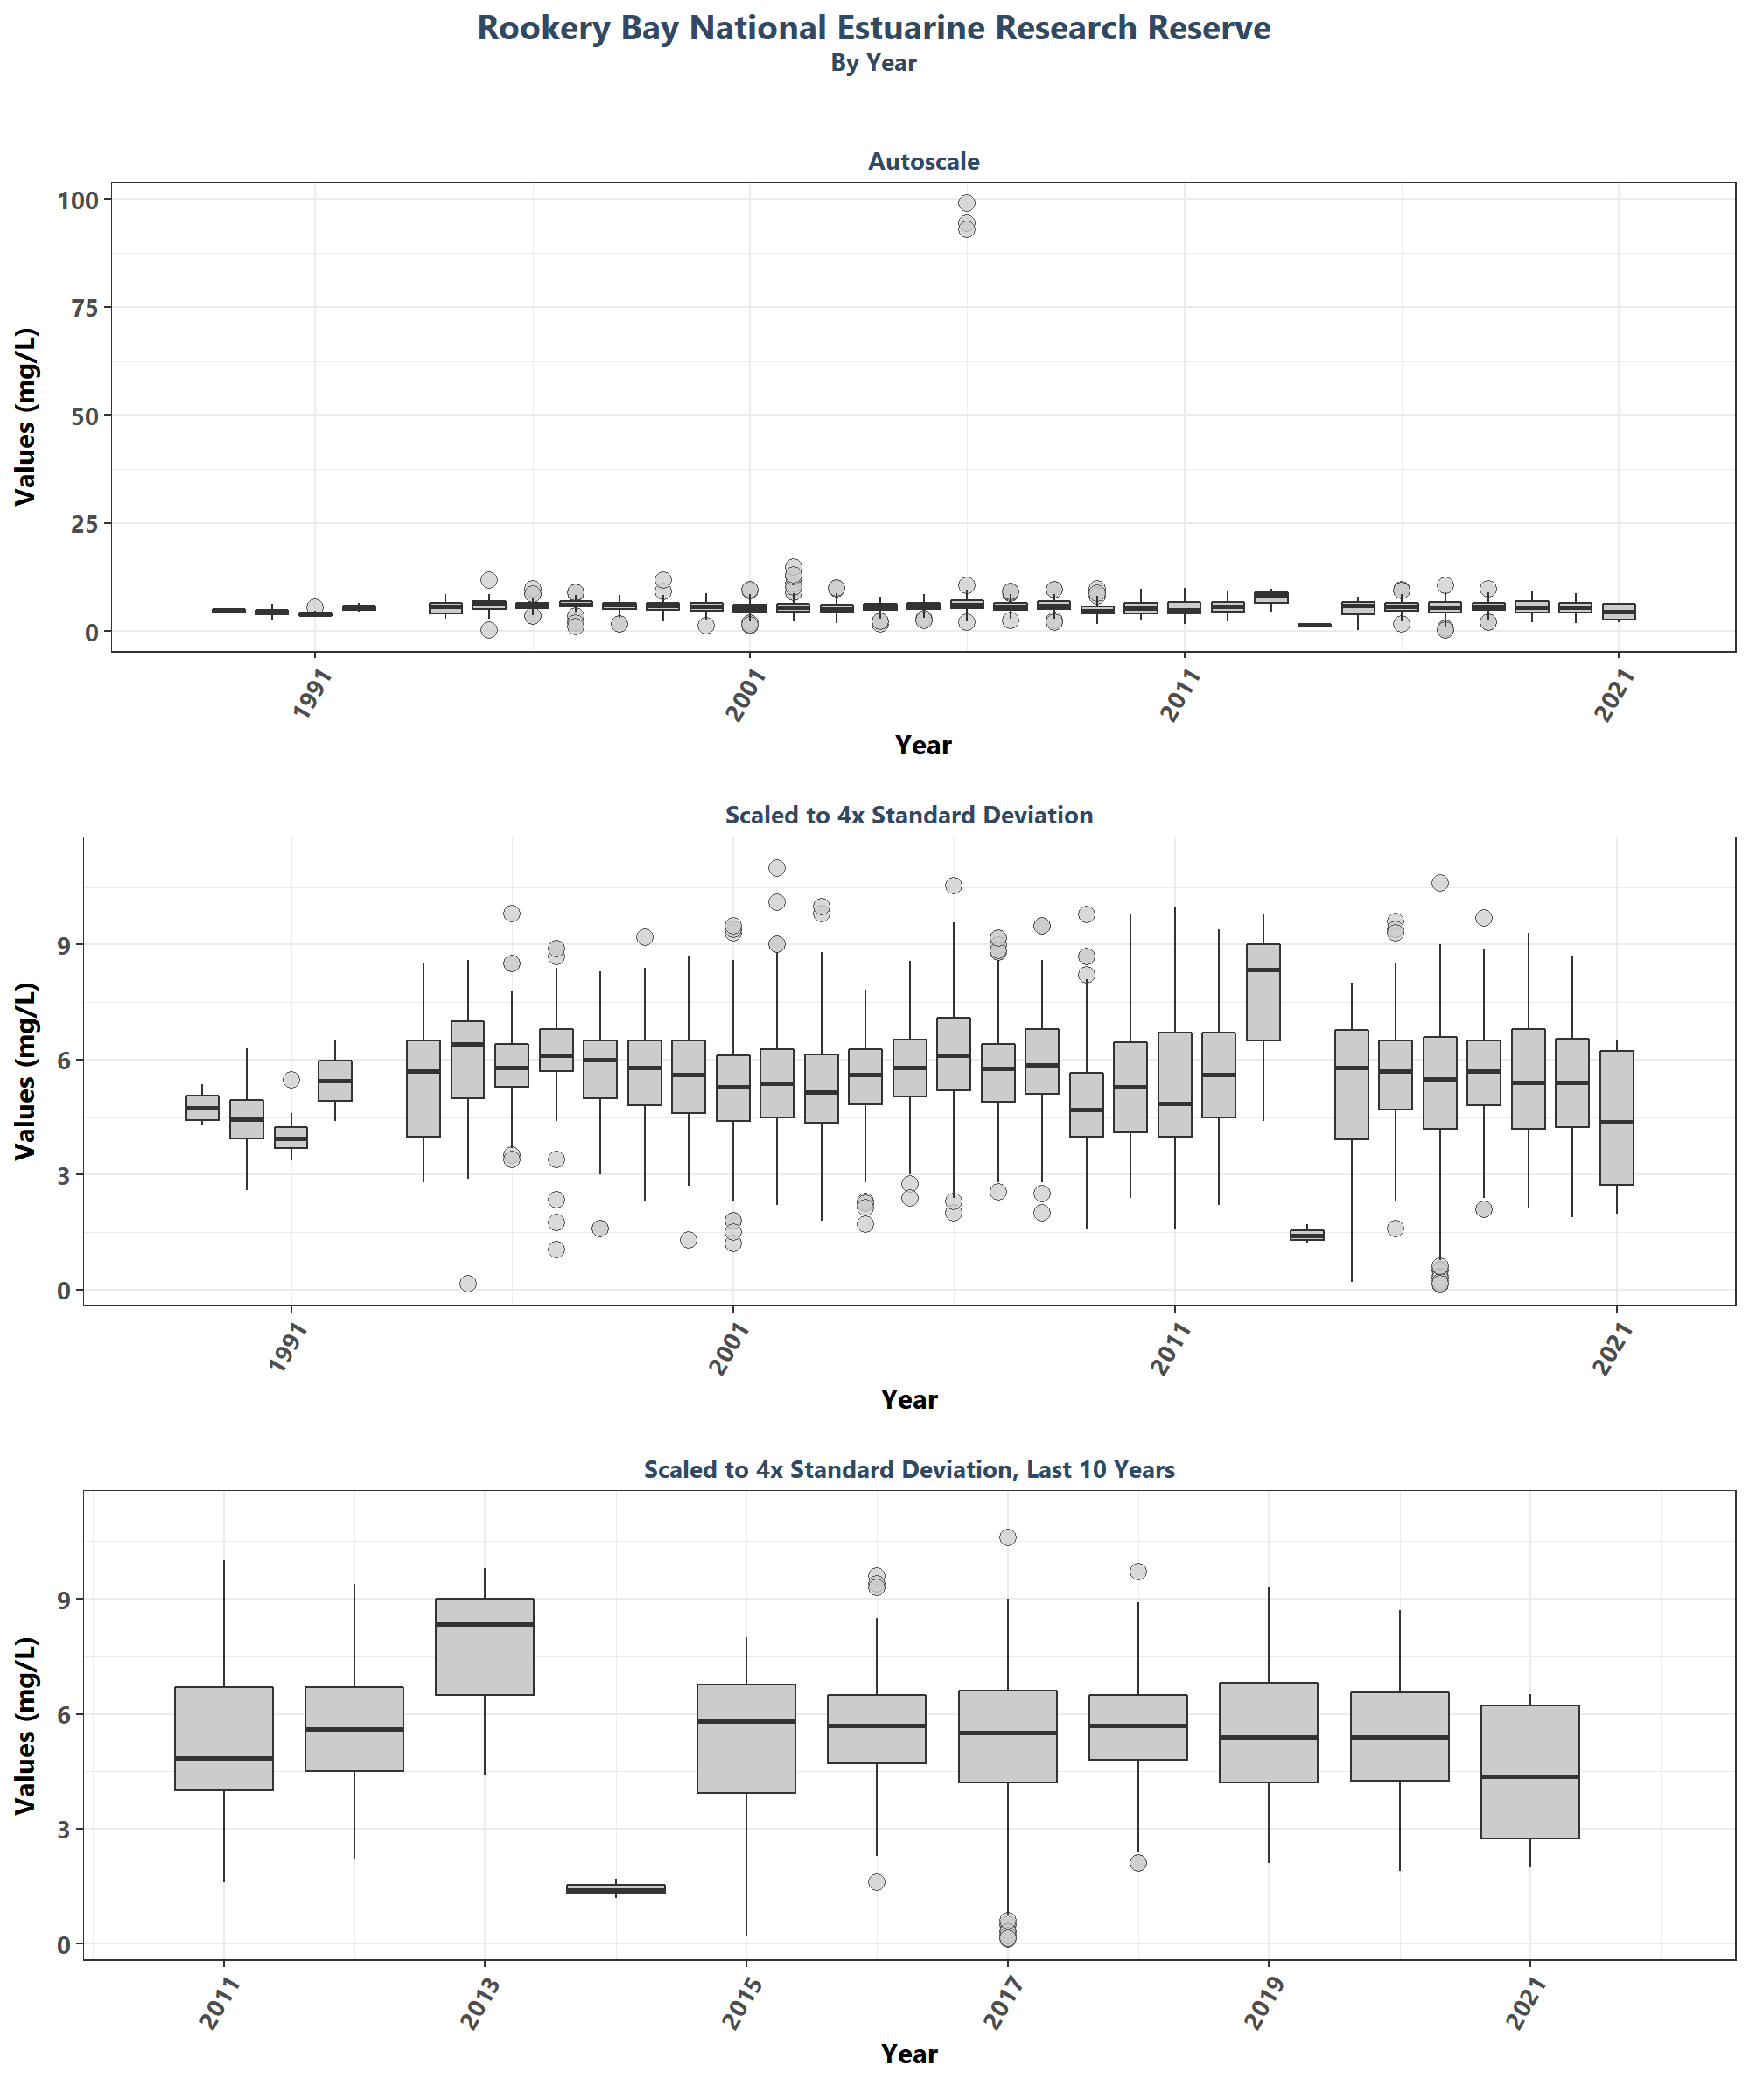 Rookery Bay National Estuarine Research Reserve
By Year
Autoscale
Values (mg/L)
100
75
50
25
0
1991
2001
2011
2021
Year
Scaled to 4x Standard Deviation
Values (mg/L)
9
6
3
0
1991
2001
2011
2021
Year
Scaled to 4x Standard Deviation, Last 10 Years
Values (mg/L)
9
6
3
0
2011
2013
2015
2017
2019
2021
Year